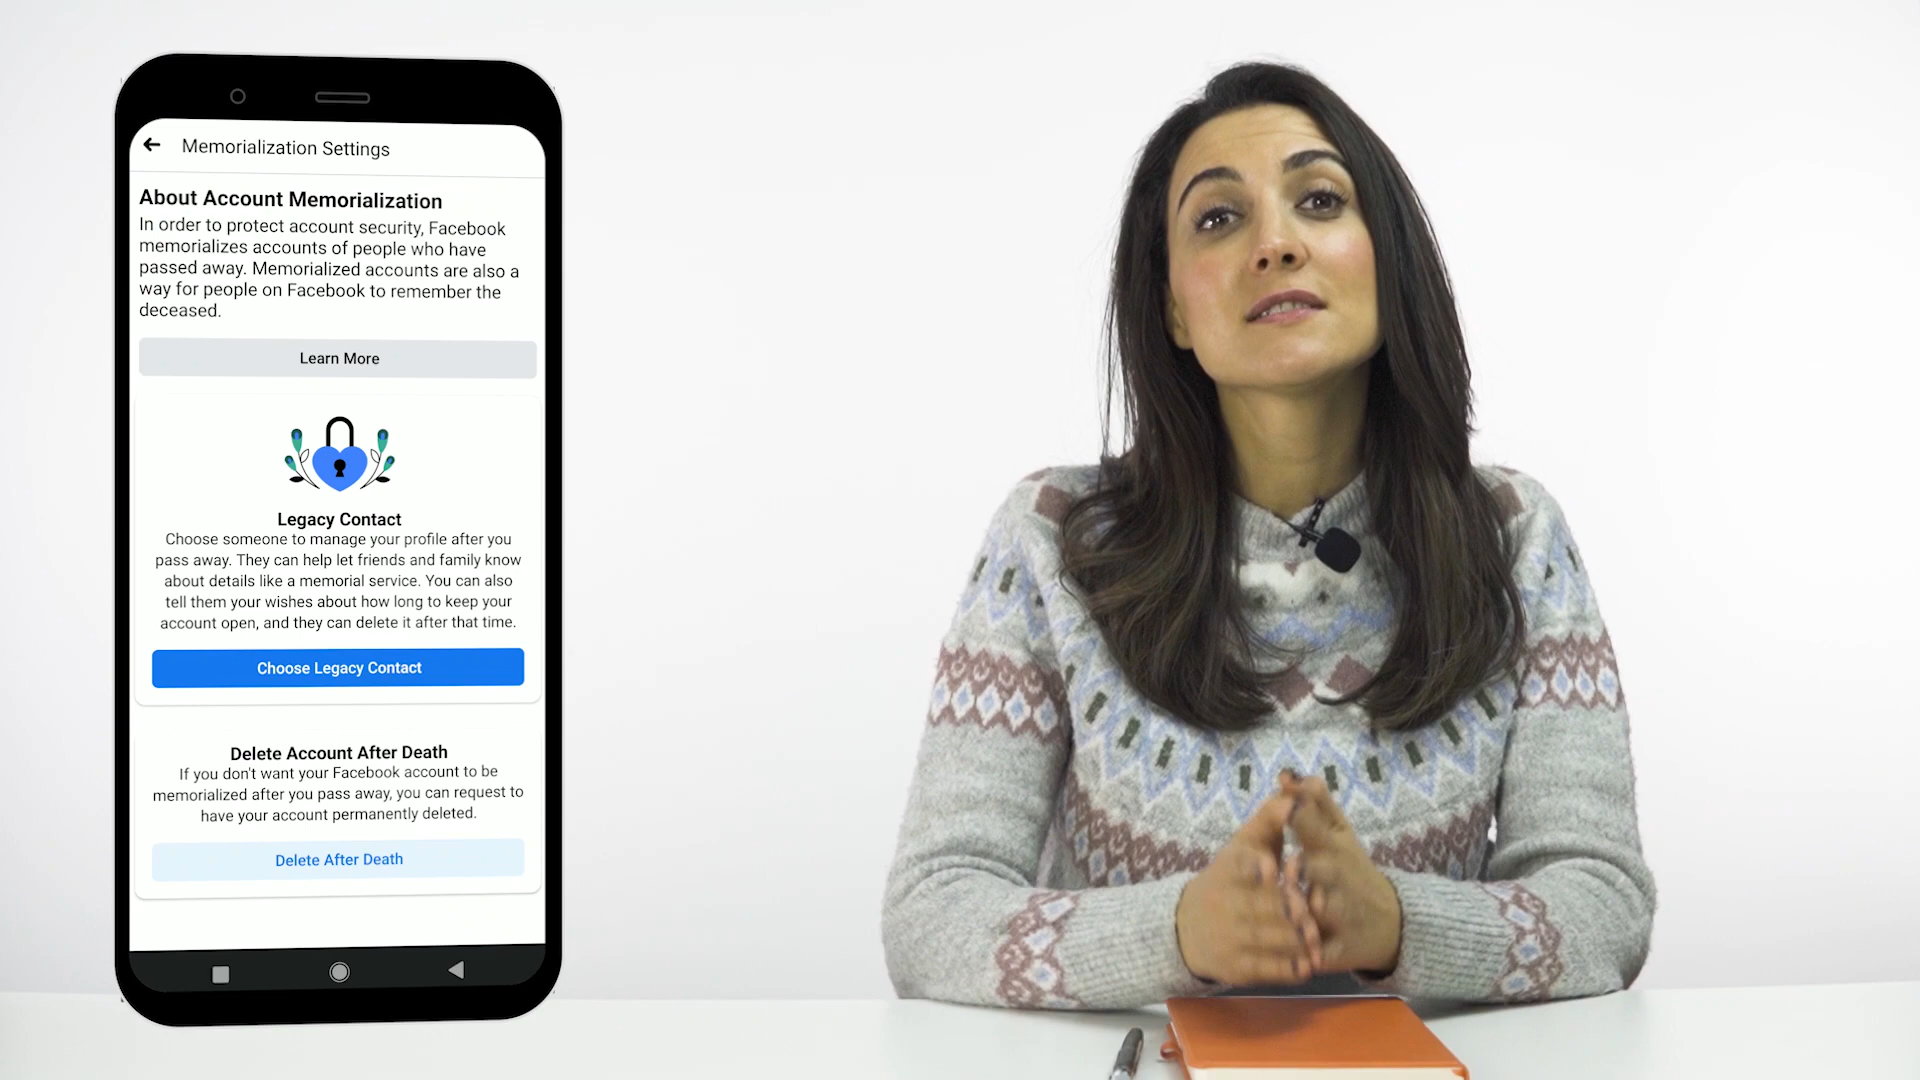 Memorialization Settings
About Account Memorialization
In order to protect account security, Facebook
memorializes accounts of people who have
passed away. Memorialized accounts are also a
way for people on Facebook to remember the
deceased.
Learn More
Legacy Contact
Choose someone to manage your profile after you
pass away. They can help let friends and family know
about details like a memorial service. You can also
tell them your wishes about how long to keep your
account open, and they can delete it after that time.
Choose Legacy Contact
Delete Account After Death
If you don't want your Facebook account to be
memorialized after you pass away, you can request to
have your account permanently deleted.
Delete After Death